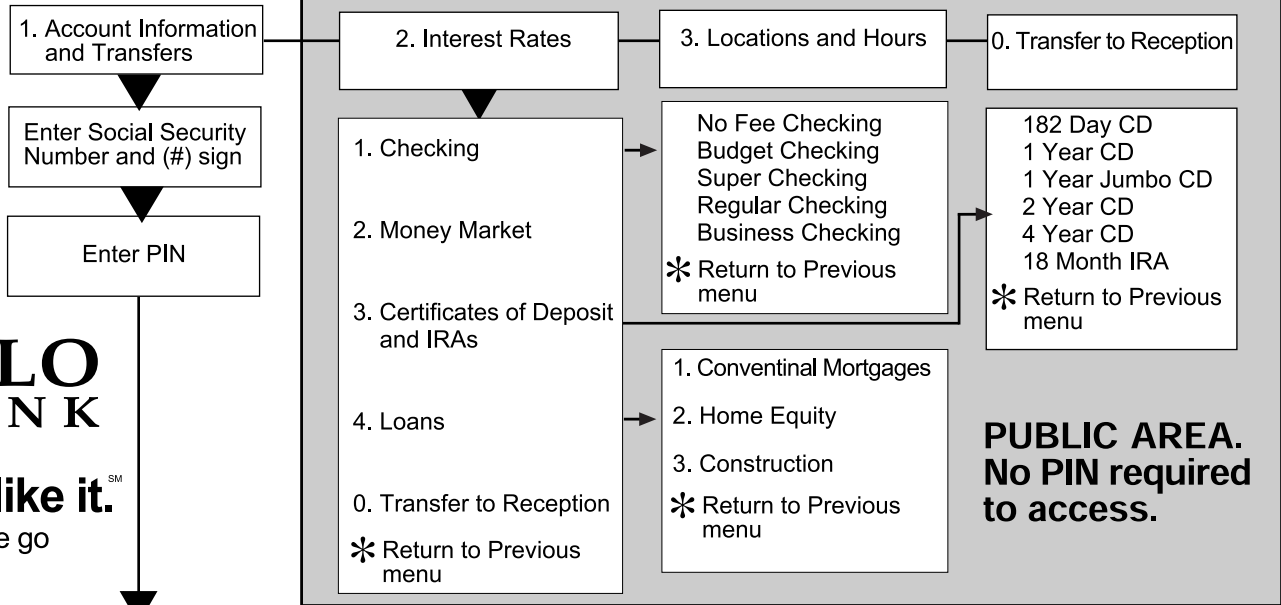 1. Account Information
and Transfers
2. Interest Rates
3. Locations and Hours
0. Transfer to Reception
Enter Social Security
Number and (#) sign
Enter PIN
1. Checking
2. Money Market
3. Certificates of Deposit
and IRAs
4. Loans
0. Transfer to Reception
* Return to Previous
menu
No Fee Checking
Budget Checking
Super Checking
Regular Checking
Business Checking
* Return to Previous
menu
182 Day CD
1 Year CD
1 Year Jumbo CD
2 Year CD
4 Year CD
18 Month IRA
* Return to Previous
menu
1. Conventinal Mortgages
2. Home Equity
3. Construction
* Return to Previous
menu
PUBLIC AREA.
No PIN required
to access.
LO
NK
like it.℠
e go